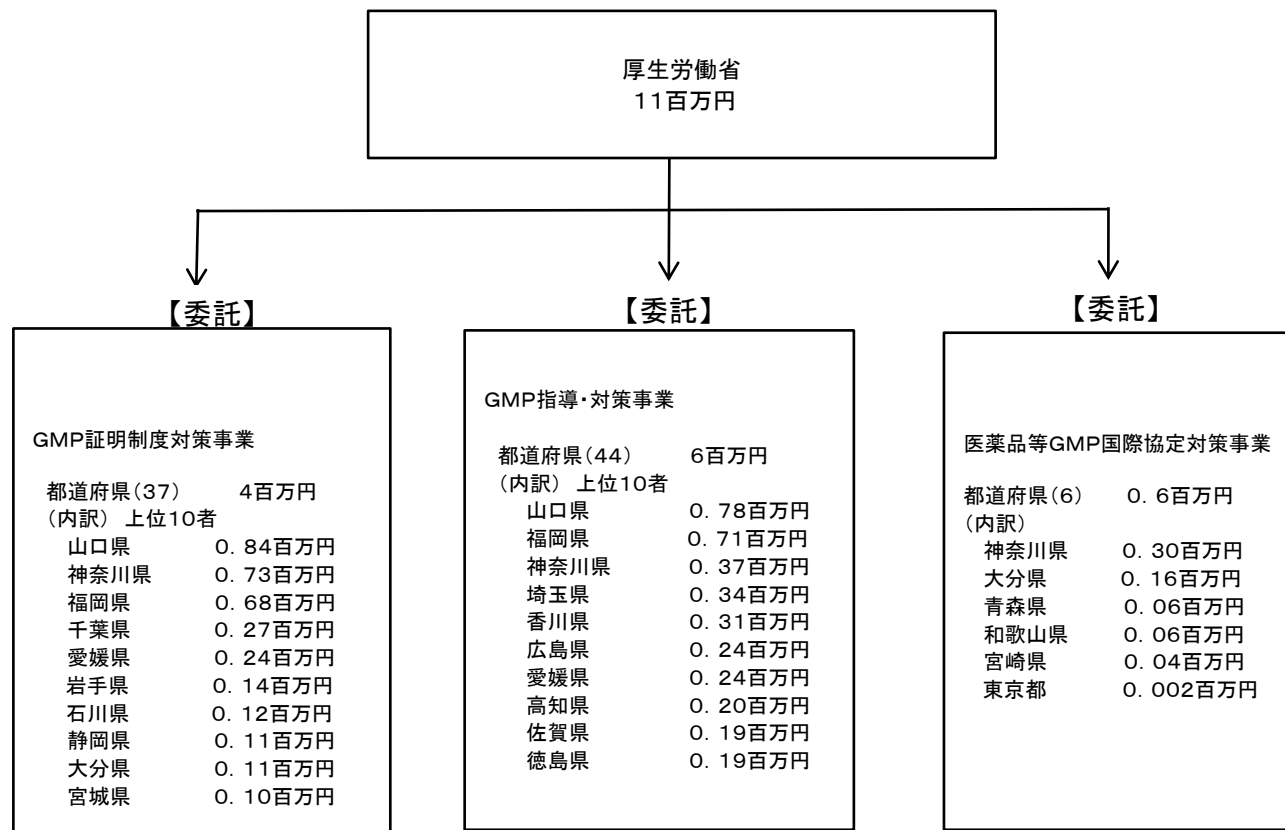 厚生労働省
11百万円
【委託】
GMP証明制度対策事業
都道府県(37) 4百万円
(内訳) 上位10者
山口県 0.84百万円
神奈川県 0.73百万円
福岡県 0.68百万円
千葉県 0.27百万円
愛媛県 0.24百万円
岩手県 0.14百万円
石川県 0.12百万円
静岡県 0.11百万円
大分県 0.11百万円
宮城県 0.10百万円
【委託】
GMP指導・対策事業
都道府県(44) 6百万円
(内訳) 上位10者
山口県 0.78百万円
福岡県 0.71百万円
神奈川県 0.37百万円
埼玉県 0.34百万円
香川県 0.31百万円
広島県 0.24百万円
愛媛県 0.24百万円
高知県 0.20百万円
佐賀県 0.19百万円
徳島県 0.19百万円
【委託】
医薬品等GMP国際協定対策事業
都道府県(6) 0.6百万円
(内訳)
神奈川県 0.30百万円
大分県 0.16百万円
青森県 0.06百万円
和歌山県 0.06百万円
宮崎県 0.04百万円
東京都 0.002百万円